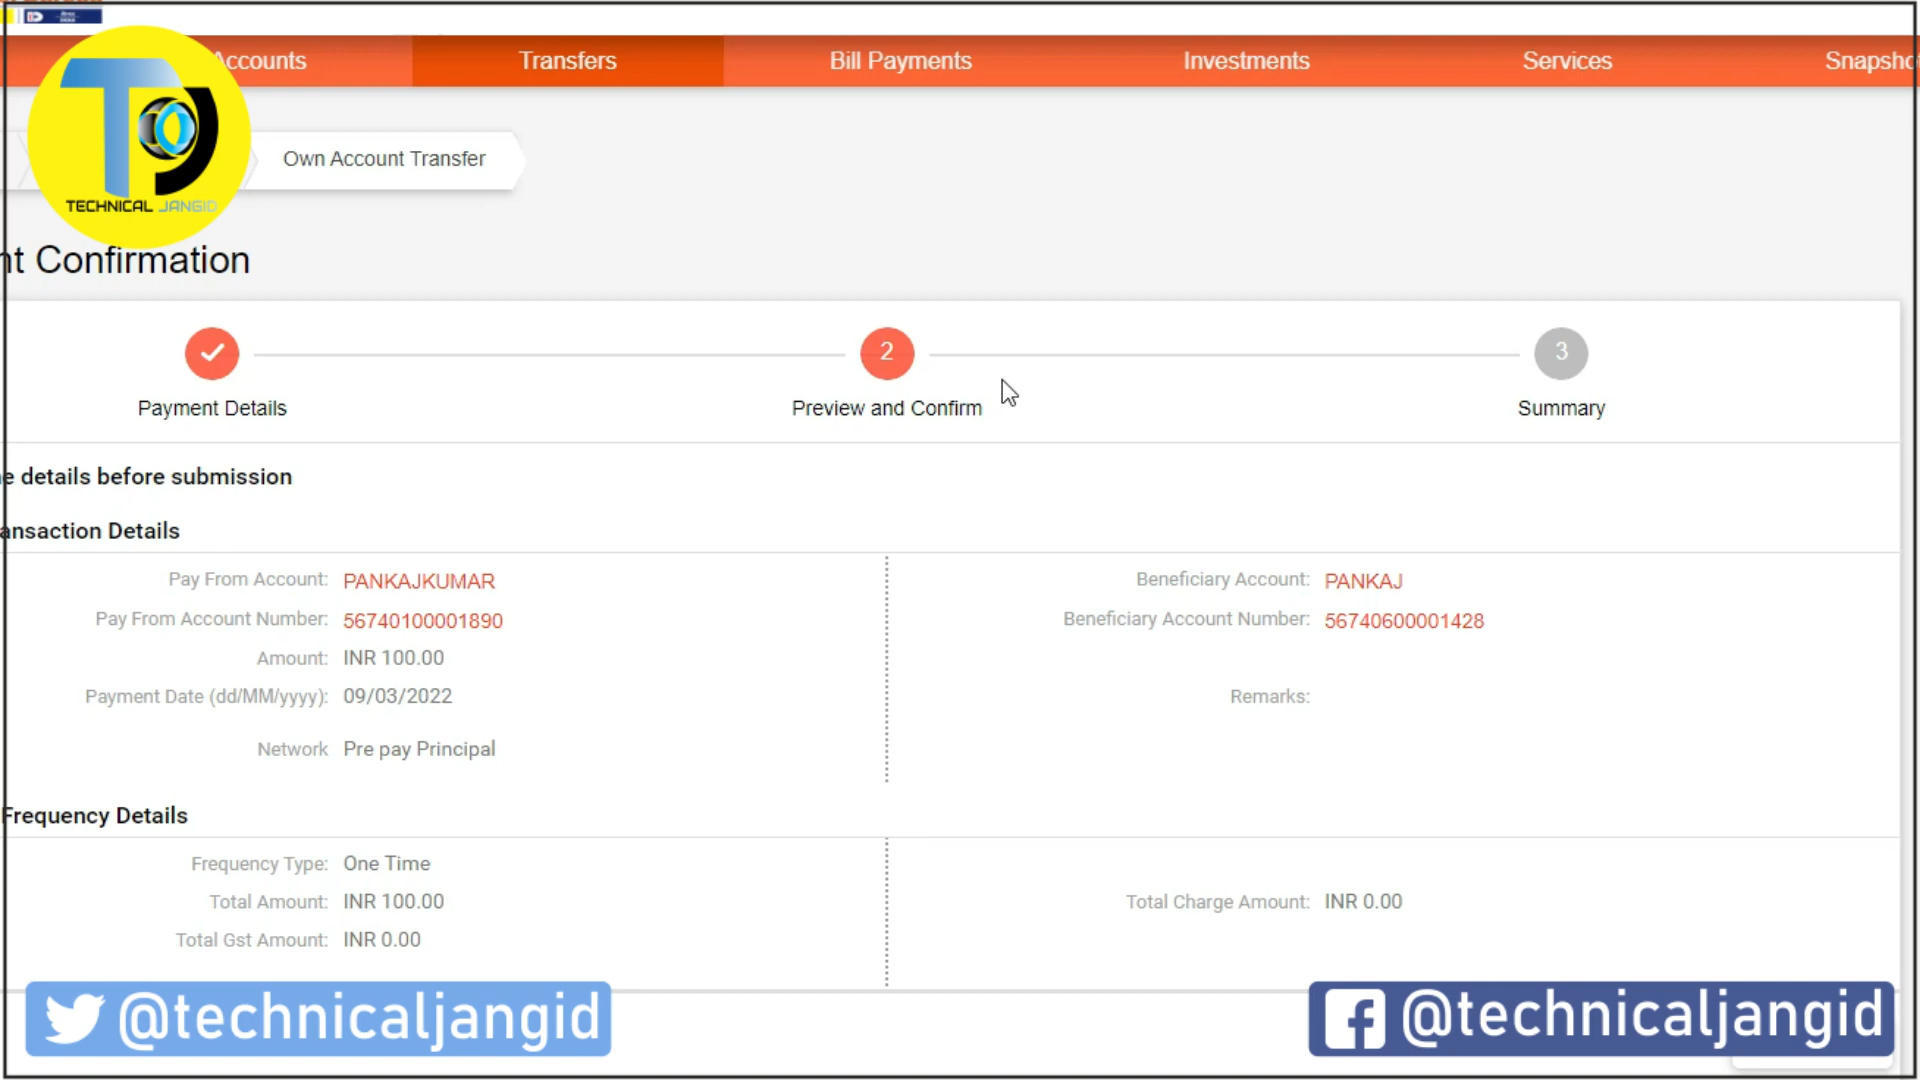 Accounts Transfers Bill Payments Investments Services Snapsho
TECHNICAL JANGID
Own Account Transfer
nt Confirmation
2 3
Payment Details Preview and Confirm Summary
e details before submission
ansaction Details
Pay From Account: PANKAJKUMAR Beneficiary Account: PANKAJ
Pay From Account Number: 56740100001890 Beneficiary Account Number: 56740600001428
Amount: INR 100.00
Payment Date (dd/MM/yyyy): 09/03/2022 Remarks:
Network Pre pay Principal
Frequency Details
Frequency Type: One Time
Total Amount: INR 100.00 Total Charge Amount: INR 0.00
Total Gst Amount: INR 0.00
@technicaljangid @technicaljangid